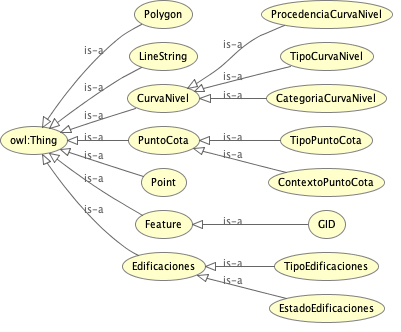 Polygon
ProcedenciaCurvaNivel
is-a
is-a
LineString
TipoCurvaNivel
is-a
is-a
CurvaNivel
CategoriaCurvaNivel
is-a
is-a
owl:Thing
PuntoCota
TipoPuntoCota
is-a
is-a
Point
ContextoPuntoCota
is-a
is-a
Feature
GID
is-a
is-a
Edificaciones
TipoEdificaciones
is-a
is-a
EstadoEdificaciones
is-a